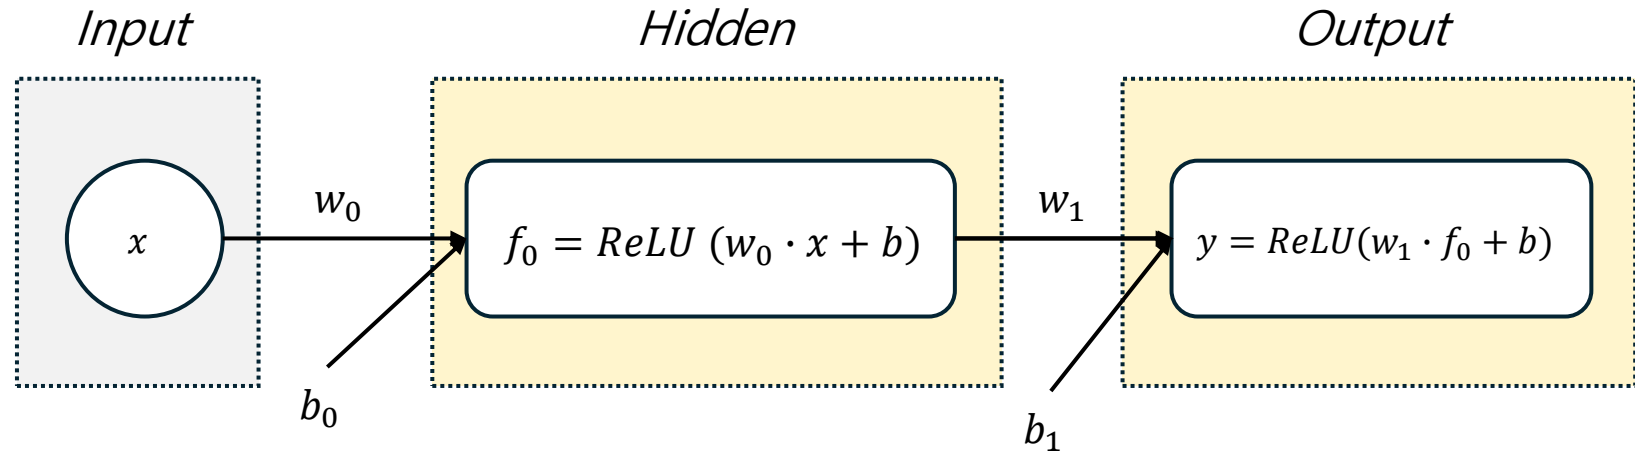 Input
Hidden
Output
x
w₀
f₀ = ReLU (w₀ · x + b)
w₁
y = ReLU(w₁ · f₀ + b)
b₀
b₁